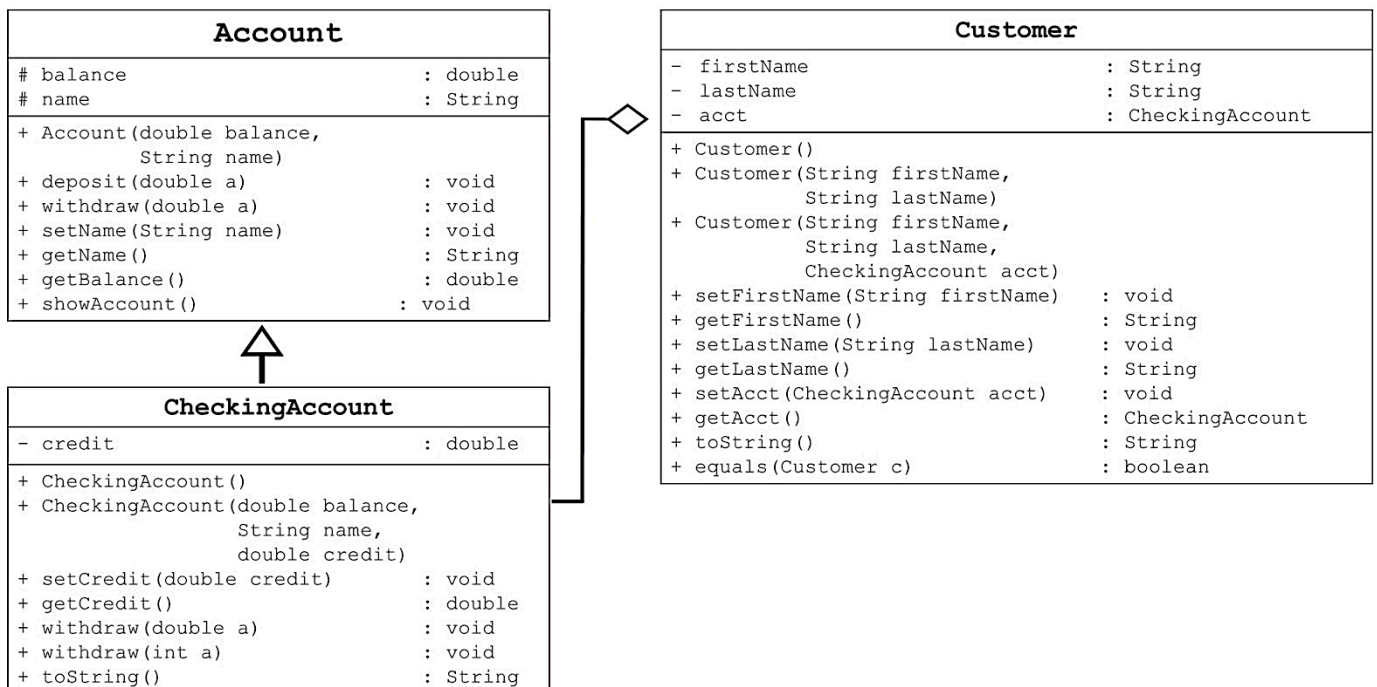 Account
# balance : double
# name : String
+ Account(double balance,
String name)
+ deposit(double a) : void
+ withdraw(double a) : void
+ setName(String name) : void
+ getName() : String
+ getBalance() : double
+ showAccount() : void
CheckingAccount
- credit : double
+ CheckingAccount()
+ CheckingAccount(double balance,
String name,
double credit)
+ setCredit(double credit) : void
+ getCredit() : double
+ withdraw(double a) : void
+ withdraw(int a) : void
+ toString() : String
Customer
- firstName : String
- lastName : String
- acct : CheckingAccount
+ Customer()
+ Customer(String firstName,
String lastName)
+ Customer(String firstName,
String lastName,
CheckingAccount acct)
+ setFirstName(String firstName) : void
+ getFirstName() : String
+ setLastName(String lastName) : void
+ getLastName() : String
+ setAcct(CheckingAccount acct) : void
+ getAcct() : CheckingAccount
+ toString() : String
+ equals(Customer c) : boolean